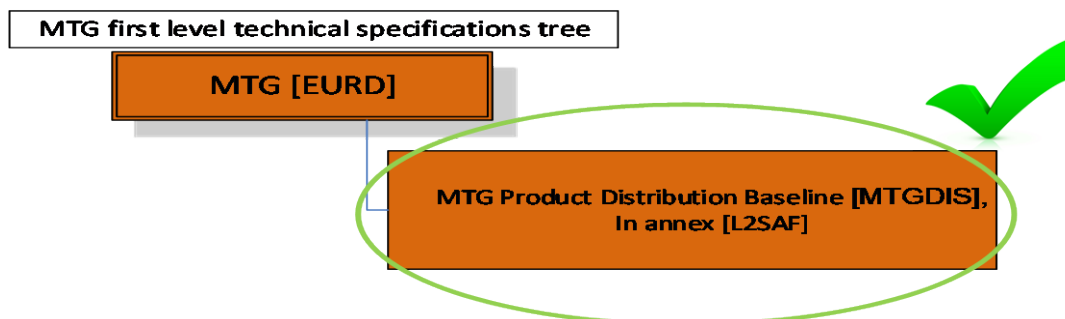 MTG first level technical specifications tree
MTG [EURD]
MTG Product Distribution Baseline [MTGDIS],
In annex [L2SAF]